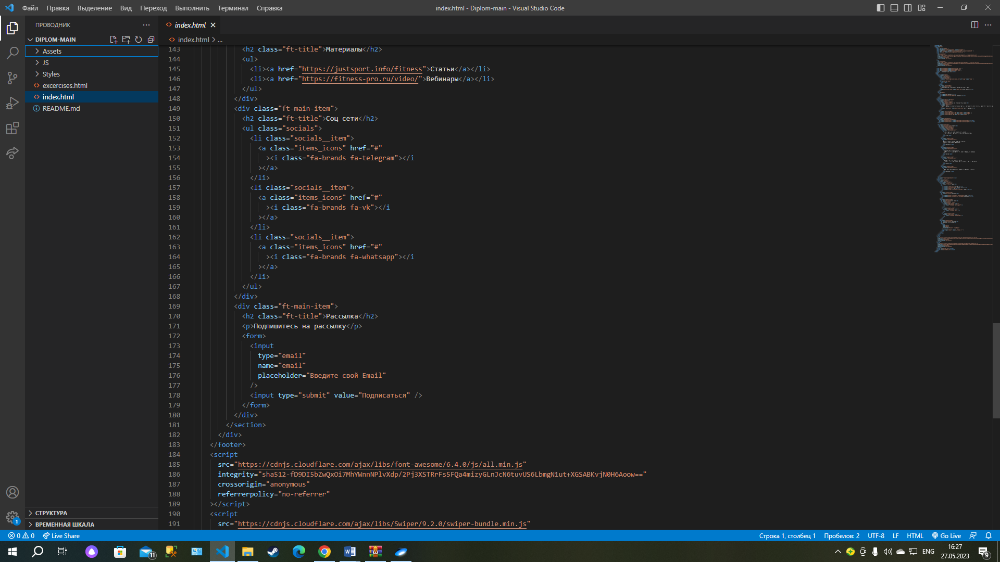 Файл Правка Выделение Вид Переход Выполнить Терминал Справка
index.html - Diplom-main - Visual Studio Code
ПРОВОДНИК
index.html
DIPLOM-MAIN
index.html > ...
Assets
JS
Styles
excercises.html
index.html
README.md
143 <h2 class="ft-title">Материалы</h2>
144 <ul>
145 <li><a href="https://justsport.info/fitness">Статьи</a></li>
146 <li><a href="https://fitness-pro.ru/video/">Вебинары</a></li>
147 </ul>
148 </div>
149 <div class="ft-main-item">
150 <h2 class="ft-title">Соц сети</h2>
151 <ul class="socials">
152 <li class="socials__item">
153 <a class="items_icons" href="#"
154 ><i class="fa-brands fa-telegram"></i
155 ></a>
156 </li>
157 <li class="socials__item">
158 <a class="items_icons" href="#"
159 ><i class="fa-brands fa-vk"></i
160 ></a>
161 </li>
162 <li class="socials__item">
163 <a class="items_icons" href="#"
164 ><i class="fa-brands fa-whatsapp"></i
165 ></a>
166 </li>
167 </ul>
168 </div>
169 <div class="ft-main-item">
170 <h2 class="ft-title">Рассылка</h2>
171 <p>Подпишитесь на рассылку</p>
172 <form>
173 <input
174 type="email"
175 name="email"
176 placeholder="Введите свой Email"
177 />
178 <input type="submit" value="Подписаться" />
179 </form>
180 </div>
181 </section>
182 </div>
183 </footer>
184 <script
185 src="https://cdnjs.cloudflare.com/ajax/libs/font-awesome/6.4.0/js/all.min.js"
186 integrity="sha512-fD9DI5bZwQxOi7MhYWnnNPlvXdp/2Pj3XSTRrFs5FQa4mizyGLnJcN6tuvUS6LbmgN1ut+XGSABKvjN0H6Aoow=="
187 crossorigin="anonymous"
188 referrerpolicy="no-referrer"
189 ></script>
190 <script
191 src="https://cdnjs.cloudflare.com/ajax/libs/Swiper/9.2.0/swiper-bundle.min.js"
СТРУКТУРА
ВРЕМЕННАЯ ШКАЛА
1
0 0 Live Share
Строка 1, столбец 1 Пробелов: 2 UTF-8 LF HTML Go Live
11
ENG
16:27
27.05.2023
9